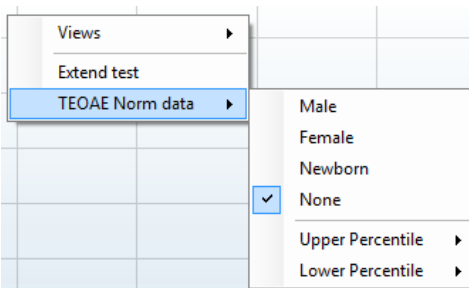 Views
Extend test
TEOAE Norm data
Male
Female
Newborn
None
Upper Percentile
Lower Percentile